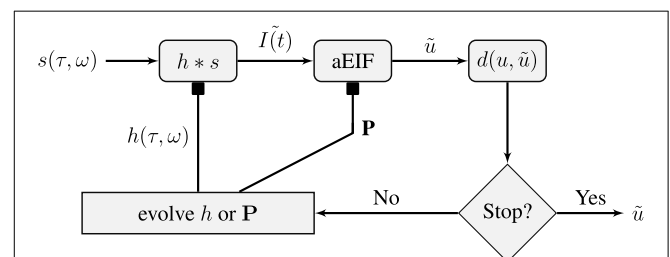 s(τ, ω)
h ∗ s
Ĩ(t)
aEIF
ũ
d(u, ũ)
h(τ, ω)
P
evolve h or P
No
Stop?
Yes
ũ